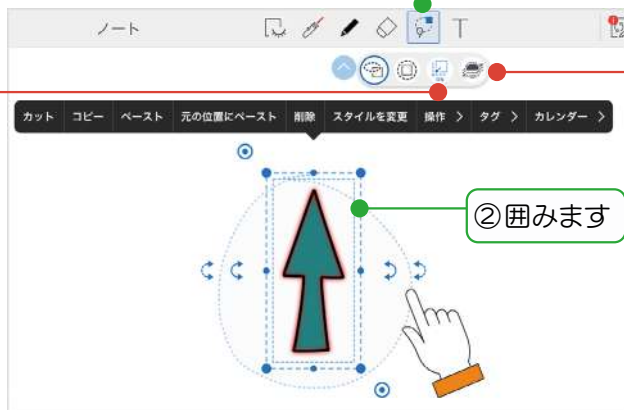 ノート
T
カット コピー ペースト 元の位置にペースト 削除 スタイルを変更 操作 > タグ > カレンダー >
②囲みます